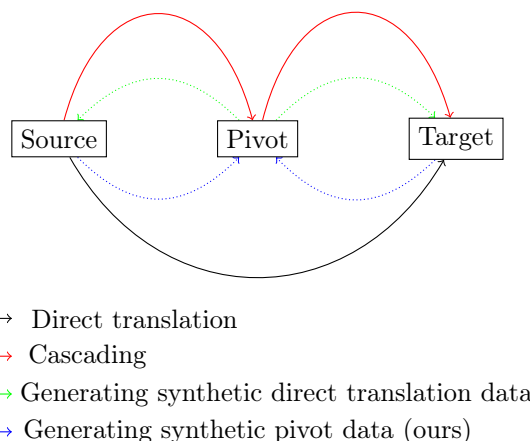 Source
Pivot
Target
Direct translation
Cascading
Generating synthetic direct translation data
Generating synthetic pivot data (ours)